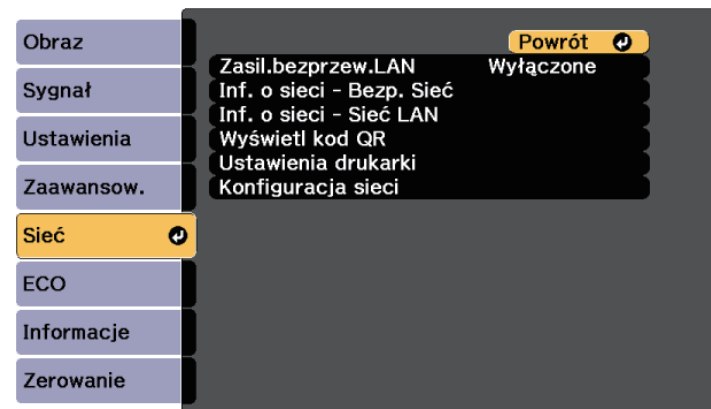 Obraz
Sygnał
Ustawienia
Zaawansow.
Sieć
ECO
Informacje
Zerowanie
Powrót
Zasil.bezprzew.LAN Wyłączone
Inf. o sieci - Bezp. Sieć
Inf. o sieci - Sieć LAN
Wyświetl kod QR
Ustawienia drukarki
Konfiguracja sieci